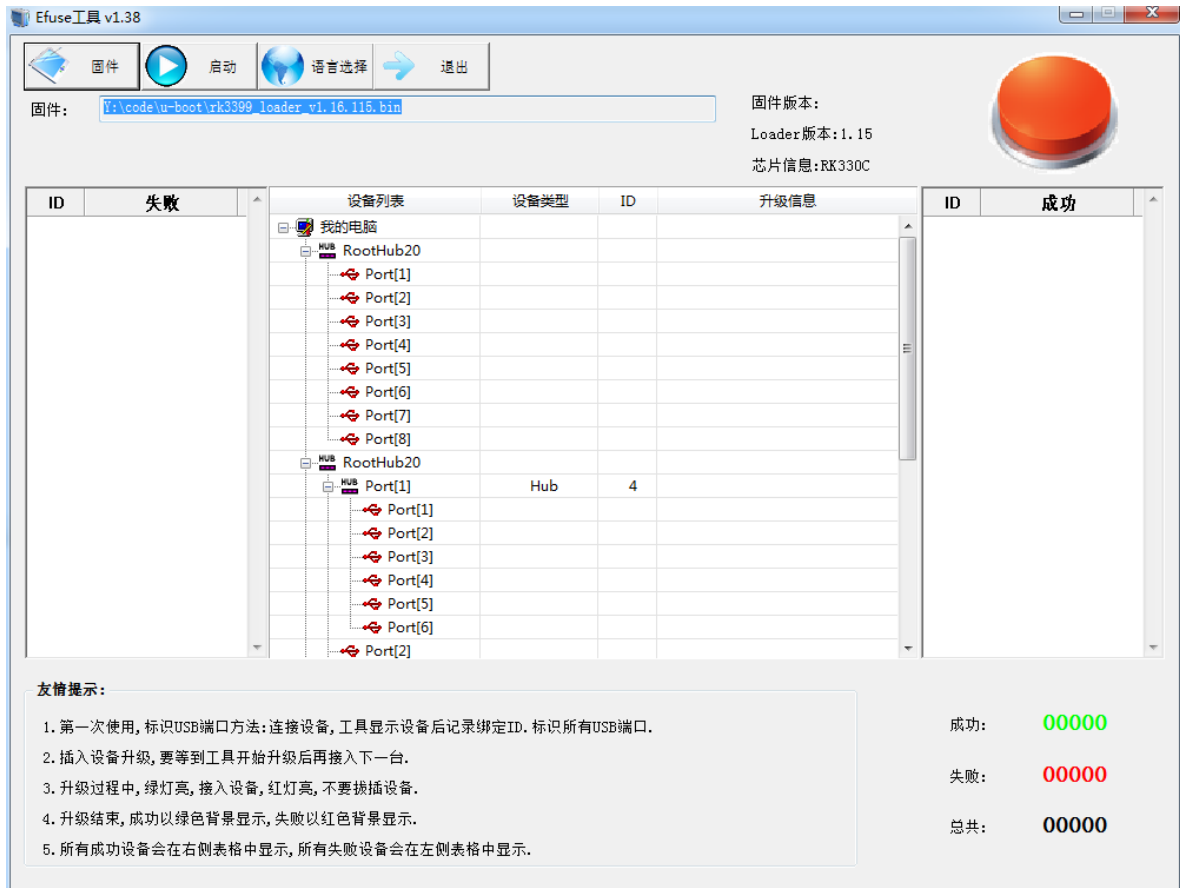 Efuse工具 v1.38
固件 启动 语言选择 退出
固件: Y:\code\u-boot\rk3399_loader_v1.16.115.bin
固件版本:
Loader版本:1.15
芯片信息:RK330C
ID 失败
设备列表 设备类型 ID 升级信息
我的电脑
HUB RootHub20
Port[1]
Port[2]
Port[3]
Port[4]
Port[5]
Port[6]
Port[7]
Port[8]
HUB RootHub20
HUB Port[1] Hub 4
Port[1]
Port[2]
Port[3]
Port[4]
Port[5]
Port[6]
Port[2]
ID 成功
友情提示:
1.第一次使用,标识USB端口方法:连接设备,工具显示设备后记录绑定ID.标识所有USB端口.
2.插入设备升级,要等到工具开始升级后再接入下一台.
3.升级过程中,绿灯亮,接入设备,红灯亮,不要拔插设备.
4.升级结束,成功以绿色背景显示,失败以红色背景显示.
5.所有成功设备会在右侧表格中显示,所有失败设备会在左侧表格中显示.
成功: 00000
失败: 00000
总共: 00000